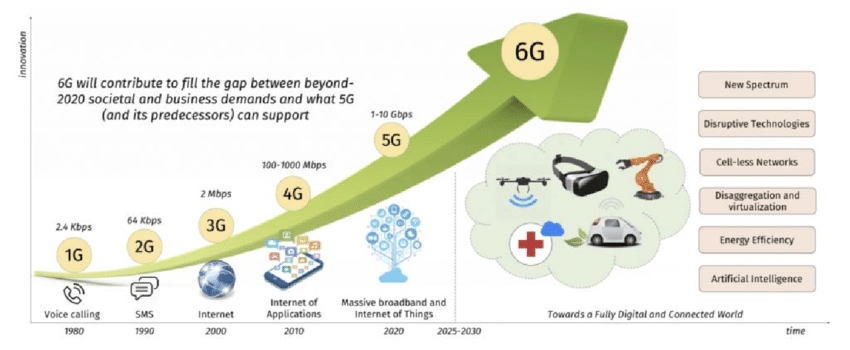 innovation
6G will contribute to fill the gap between beyond-
2020 societal and business demands and what 5G
(and its predecessors) can support
6G
1-10 Gbps
5G
100-1000 Mbps
4G
2 Mbps
3G
64 Kbps
2G
2.4 Kbps
1G
New Spectrum
Disruptive Technologies
Cell-less Networks
Disaggregation and
virtualization
Energy Efficiency
Artificial Intelligence
Voice calling
SMS
Internet
Internet of
Applications
Massive broadband and
Internet of Things
Towards a Fully Digital and Connected World
1980
1990
2000
2010
2020
2025-2030
time